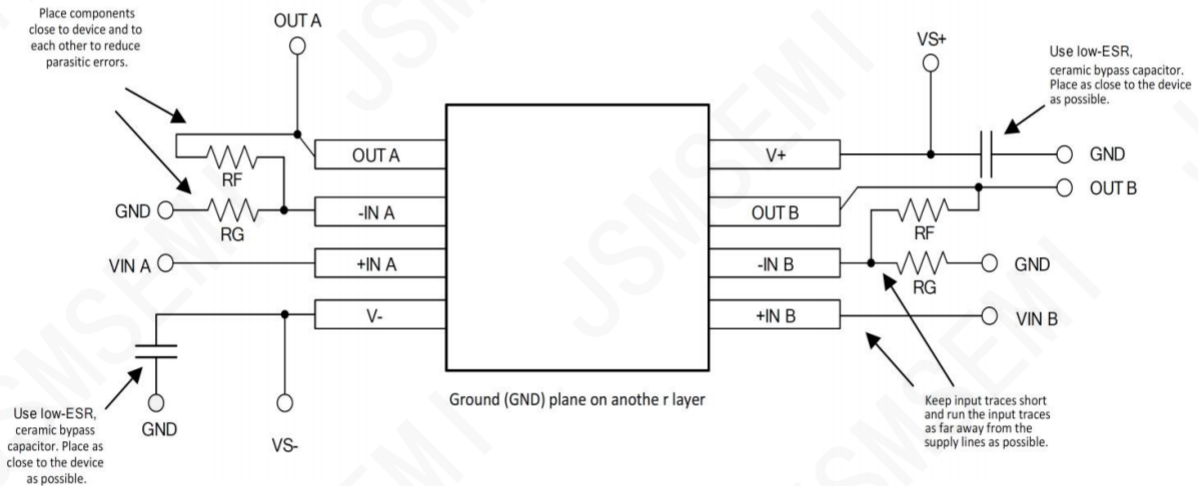 Place components
close to device and to
each other to reduce
parasitic errors.
OUT A
VS+
Use low-ESR,
ceramic bypass capacitor.
Place as close to the device
as possible.
OUT A
V+
GND
RF
OUT B
GND
-IN A
OUT B
RG
RF
VIN A
+IN A
-IN B
GND
RG
V-
+IN B
VIN B
Ground (GND) plane on anothe r layer
Use low-ESR,
ceramic bypass
capacitor. Place as
close to the device
as possible.
GND
VS-
Keep input traces short
and run the input traces
as far away from the
supply lines as possible.
JSMSEMI
JSMSEMI
JSMSEMI
JSMSEMI